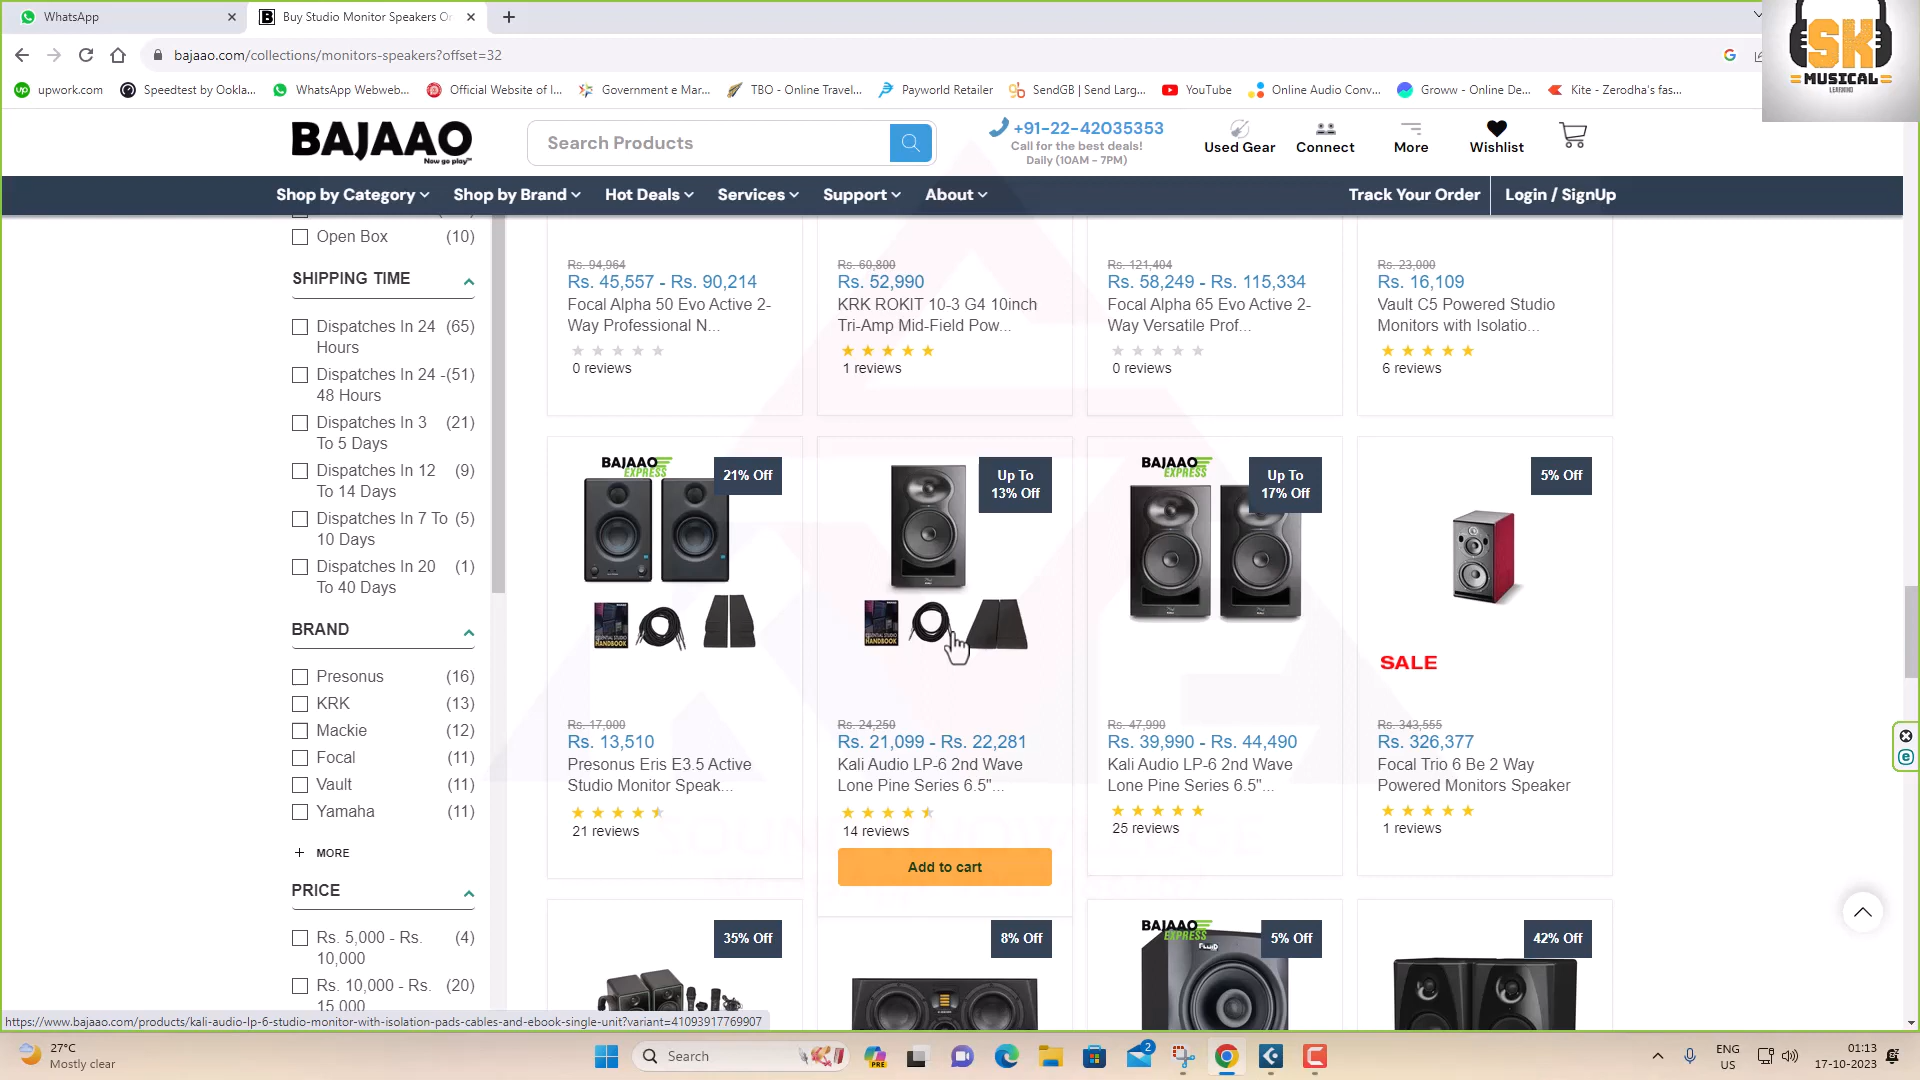 WhatsApp
Buy Studio Monitor Speakers On
SK
MUSICAL
LEARNING
bajaao.com/collections/monitors-speakers?offset=32
upwork.com
Speedtest by Ookla...
WhatsApp Webweb...
Official Website of I...
Government e Mar...
TBO - Online Travel...
Payworld Retailer
SendGB | Send Larg...
YouTube
Online Audio Conv...
Groww - Online De...
Kite - Zerodha's fas...
BAJAAO
Now go play™
Search Products
+91-22-42035353
Call for the best deals!
Daily (10AM - 7PM)
Used Gear
Connect
More
Wishlist
Shop by Category
Shop by Brand
Hot Deals
Services
Support
About
Track Your Order
Login / SignUp
Open Box (10)
SHIPPING TIME
Dispatches In 24 (65)
Hours
Dispatches In 24 - (51)
48 Hours
Dispatches In 3 (21)
To 5 Days
Dispatches In 12 (9)
To 14 Days
Dispatches In 7 To (5)
10 Days
Dispatches In 20 (1)
To 40 Days
BRAND
Presonus (16)
KRK (13)
Mackie (12)
Focal (11)
Vault (11)
Yamaha (11)
+ MORE
PRICE
Rs. 5,000 - Rs. (4)
10,000
Rs. 10,000 - Rs. (20)
15,000
Rs. 94,964
Rs. 45,557 - Rs. 90,214
Focal Alpha 50 Evo Active 2-
Way Professional N...
0 reviews
Rs. 60,800
Rs. 52,990
KRK ROKIT 10-3 G4 10inch
Tri-Amp Mid-Field Pow...
1 reviews
Rs. 121,404
Rs. 58,249 - Rs. 115,334
Focal Alpha 65 Evo Active 2-
Way Versatile Prof...
0 reviews
Rs. 23,000
Rs. 16,109
Vault C5 Powered Studio
Monitors with Isolatio...
6 reviews
BAJAAO
EXPRESS
21% Off
HANDBOOK
Rs. 17,000
Rs. 13,510
Presonus Eris E3.5 Active
Studio Monitor Speak...
21 reviews
Up To
13% Off
HANDBOOK
Rs. 24,250
Rs. 21,099 - Rs. 22,281
Kali Audio LP-6 2nd Wave
Lone Pine Series 6.5"...
14 reviews
Add to cart
BAJAAO
EXPRESS
Up To
17% Off
Rs. 47,990
Rs. 39,990 - Rs. 44,490
Kali Audio LP-6 2nd Wave
Lone Pine Series 6.5"...
25 reviews
5% Off
SALE
Rs. 343,555
Rs. 326,377
Focal Trio 6 Be 2 Way
Powered Monitors Speaker
1 reviews
35% Off
8% Off
BAJAAO
EXPRESS
FLUID
5% Off
42% Off
https://www.bajaao.com/products/kali-audio-lp-6-studio-monitor-with-isolation-pads-cables-and-ebook-single-unit?variant=41093917769907
27°C
Mostly clear
Search
PRE
2
ENG
US
01:13
17-10-2023